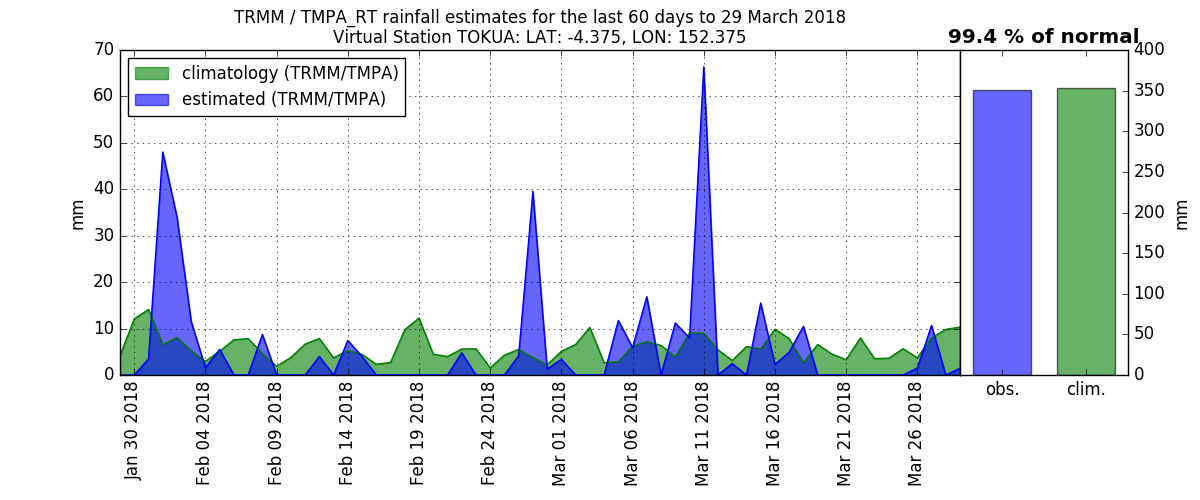 TRMM / TMPA_RT rainfall estimates for the last 60 days to 29 March 2018
Virtual Station TOKUA: LAT: -4.375, LON: 152.375
99.4 % of normal
climatology (TRMM/TMPA)
estimated (TRMM/TMPA)
mm
70
60
50
40
30
20
10
0
Jan 30 2018
Feb 04 2018
Feb 09 2018
Feb 14 2018
Feb 19 2018
Feb 24 2018
Mar 01 2018
Mar 06 2018
Mar 11 2018
Mar 16 2018
Mar 21 2018
Mar 26 2018
obs.
clim.
400
350
300
250
200
150
100
50
0
mm